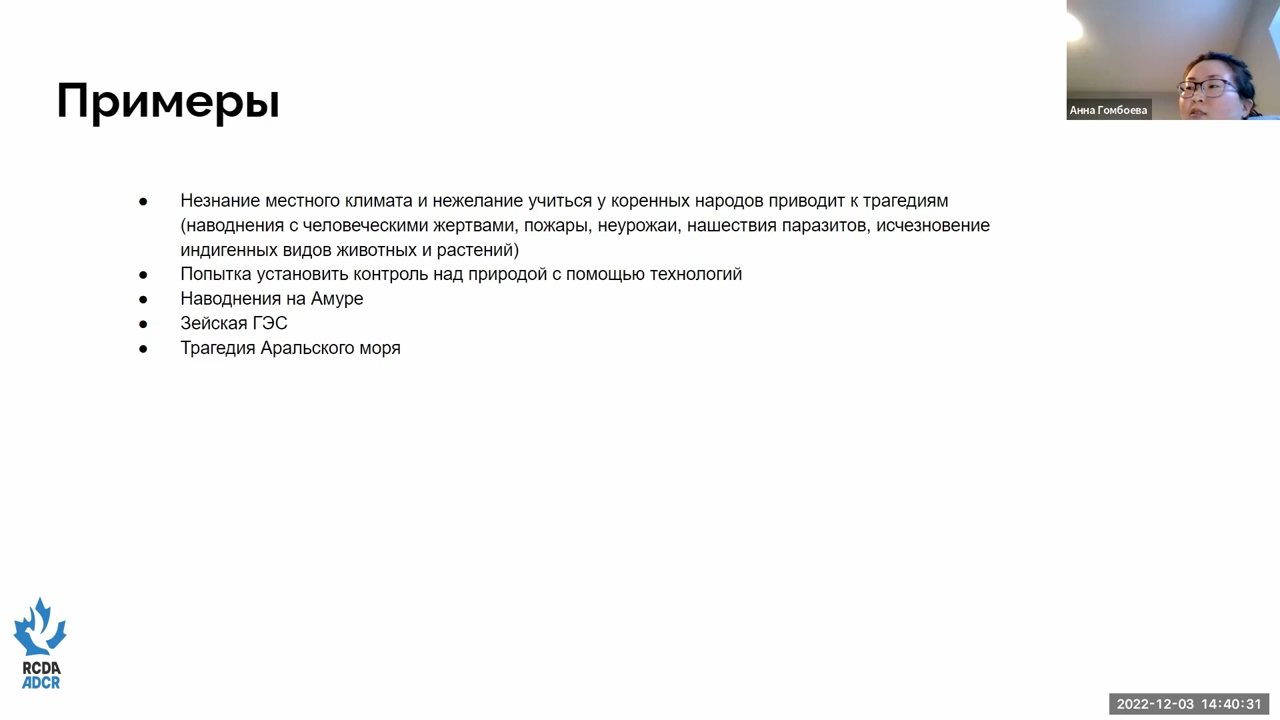 Примеры
Анна Гомбоева
● Незнание местного климата и нежелание учиться у коренных народов приводит к трагедиям
(наводнения с человеческими жертвами, пожары, неурожаи, нашествия паразитов, исчезновение
индигенных видов животных и растений)
● Попытка установить контроль над природой с помощью технологий
● Наводнения на Амуре
● Зейская ГЭС
● Трагедия Аральского моря
RCDA
ADCR
2022-12-03 14:40:31